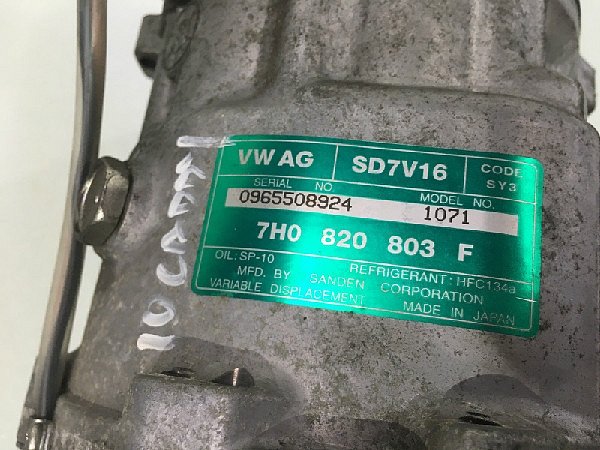 VW AG SD7V16 CODE SY3
SERIAL NO. MODEL NO.
0965508924 1071
7H0 820 803 F
OIL: SP-10 REFRIGERANT: HFC134a
MFD. BY SANDEN CORPORATION
VARIABLE DISPLACEMENT MADE IN JAPAN
10